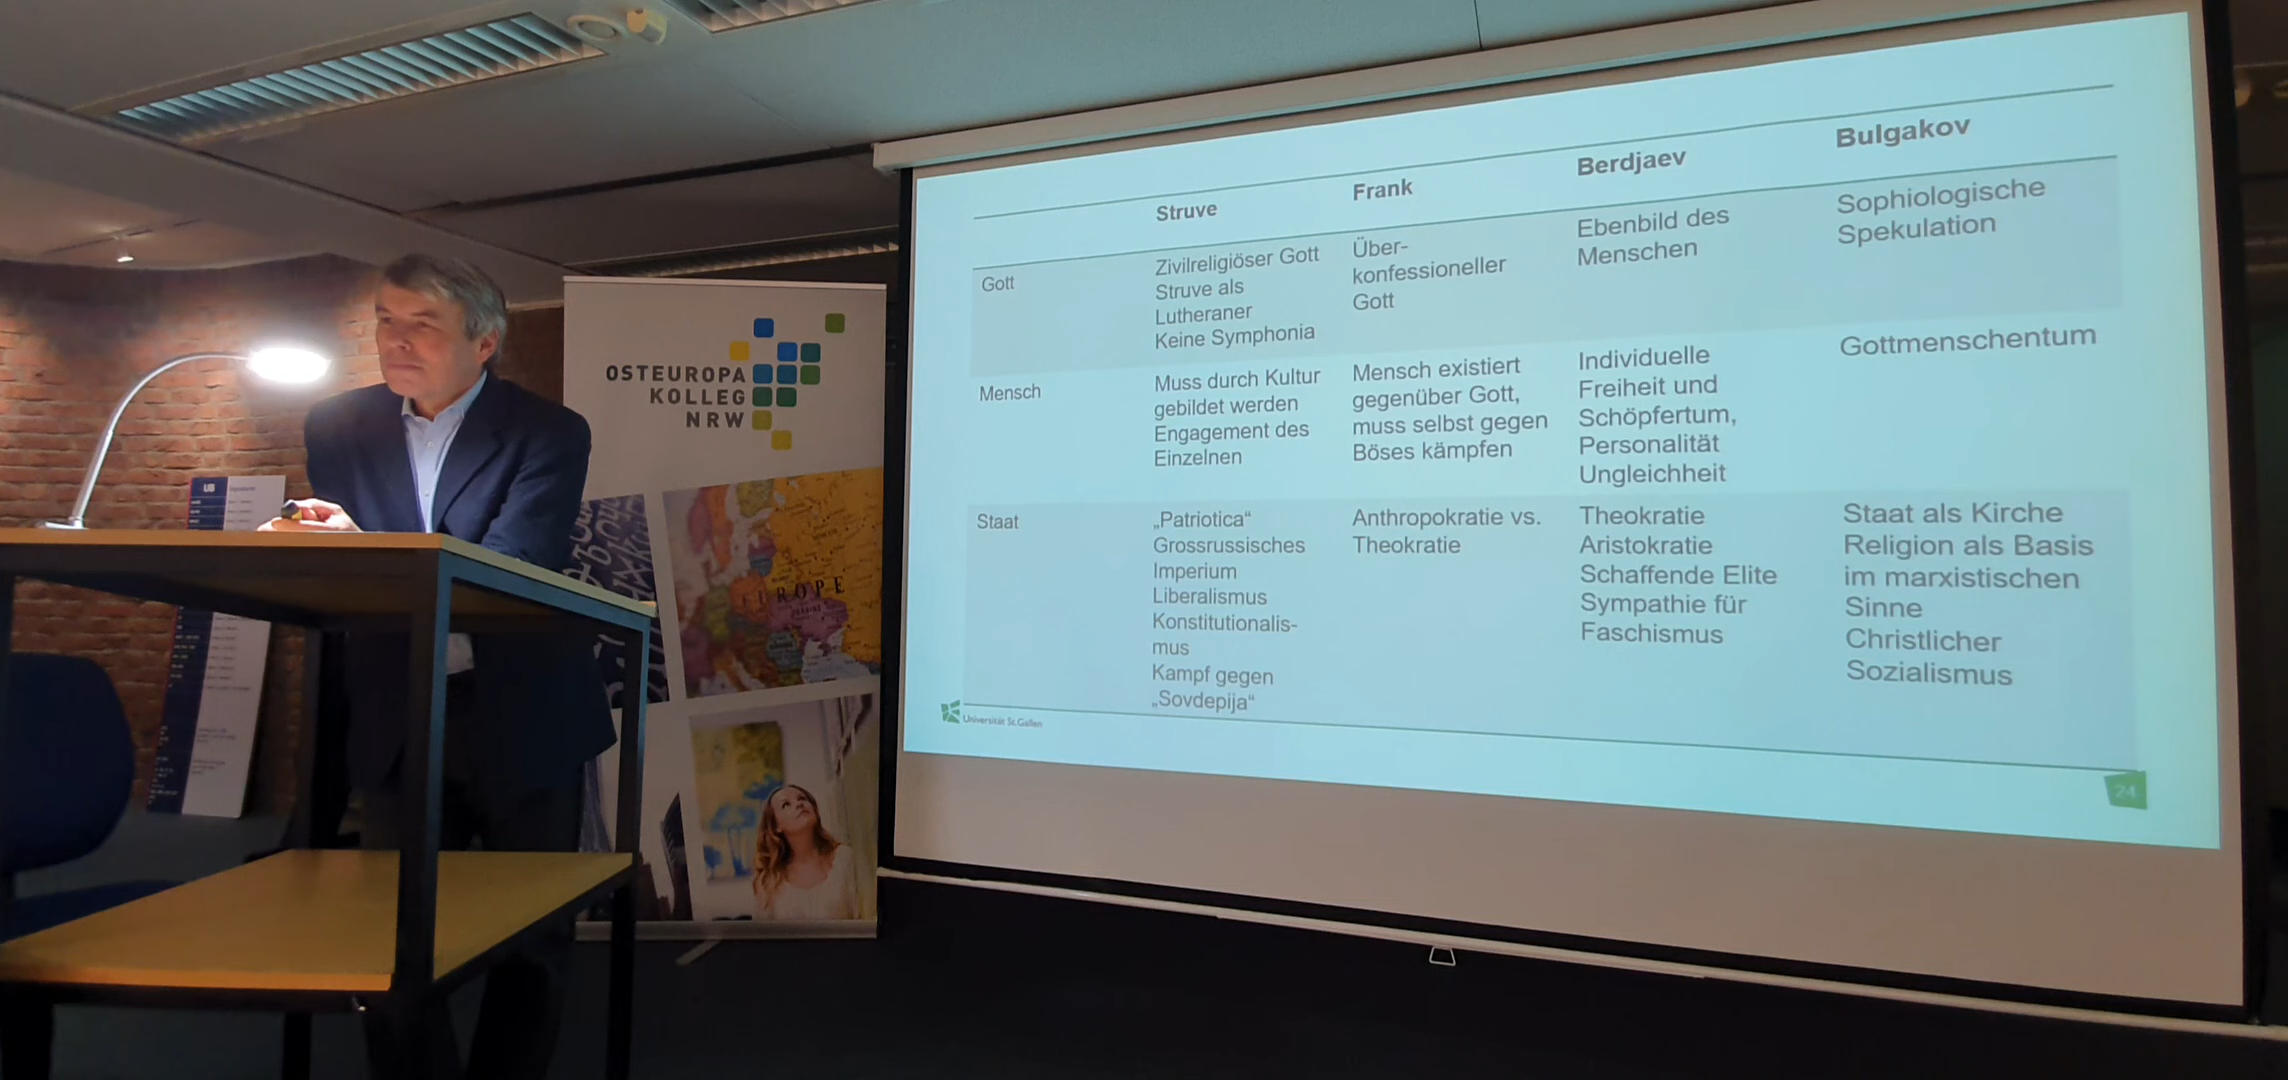 OSTEUROPA
KOLLEG
NRW
EUROPE
UB
Struve
Frank
Berdjaev
Bulgakov
Gott
Zivilreligiöser Gott
Struve als
Lutheraner
Keine Symphonia
Über-
konfessioneller
Gott
Ebenbild des
Menschen
Sophiologische
Spekulation
Mensch
Muss durch Kultur
gebildet werden
Engagement des
Einzelnen
Mensch existiert
gegenüber Gott,
muss selbst gegen
Böses kämpfen
Individuelle
Freiheit und
Schöpfertum,
Personalität
Ungleichheit
Gottmenschentum
Staat
„Patriotica“
Grossrussisches
Imperium
Liberalismus
Konstitutionalis-
mus
Kampf gegen
„Sovdepija“
Anthropokratie vs.
Theokratie
Theokratie
Aristokratie
Schaffende Elite
Sympathie für
Faschismus
Staat als Kirche
Religion als Basis
im marxistischen
Sinne
Christlicher
Sozialismus
Universität St.Gallen
24